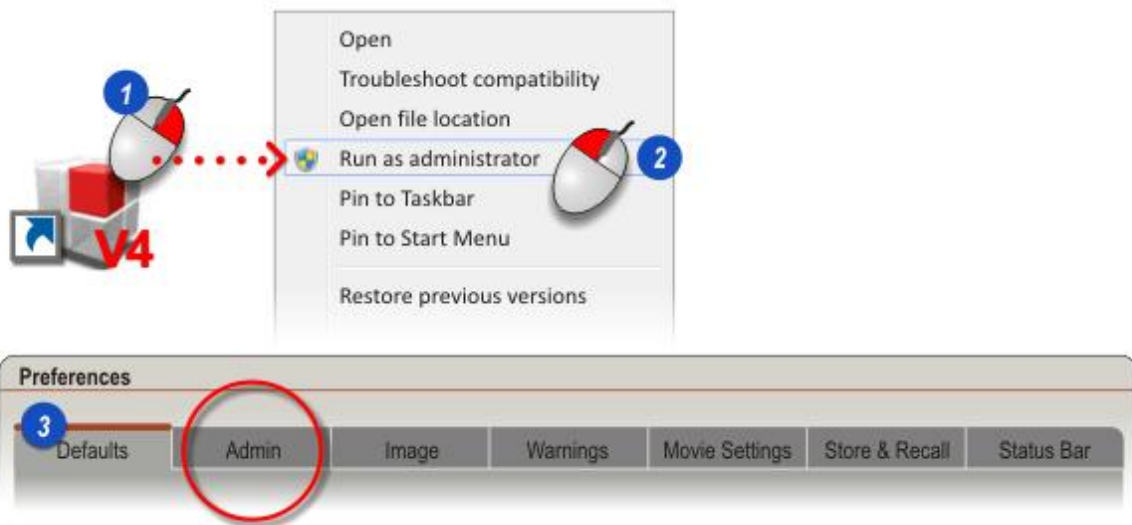 Open
Troubleshoot compatibility
1
Open file location
Run as administrator
2
Pin to Taskbar
V4
Pin to Start Menu
Restore previous versions
Preferences
3
Defaults Admin Image Warnings Movie Settings Store & Recall Status Bar